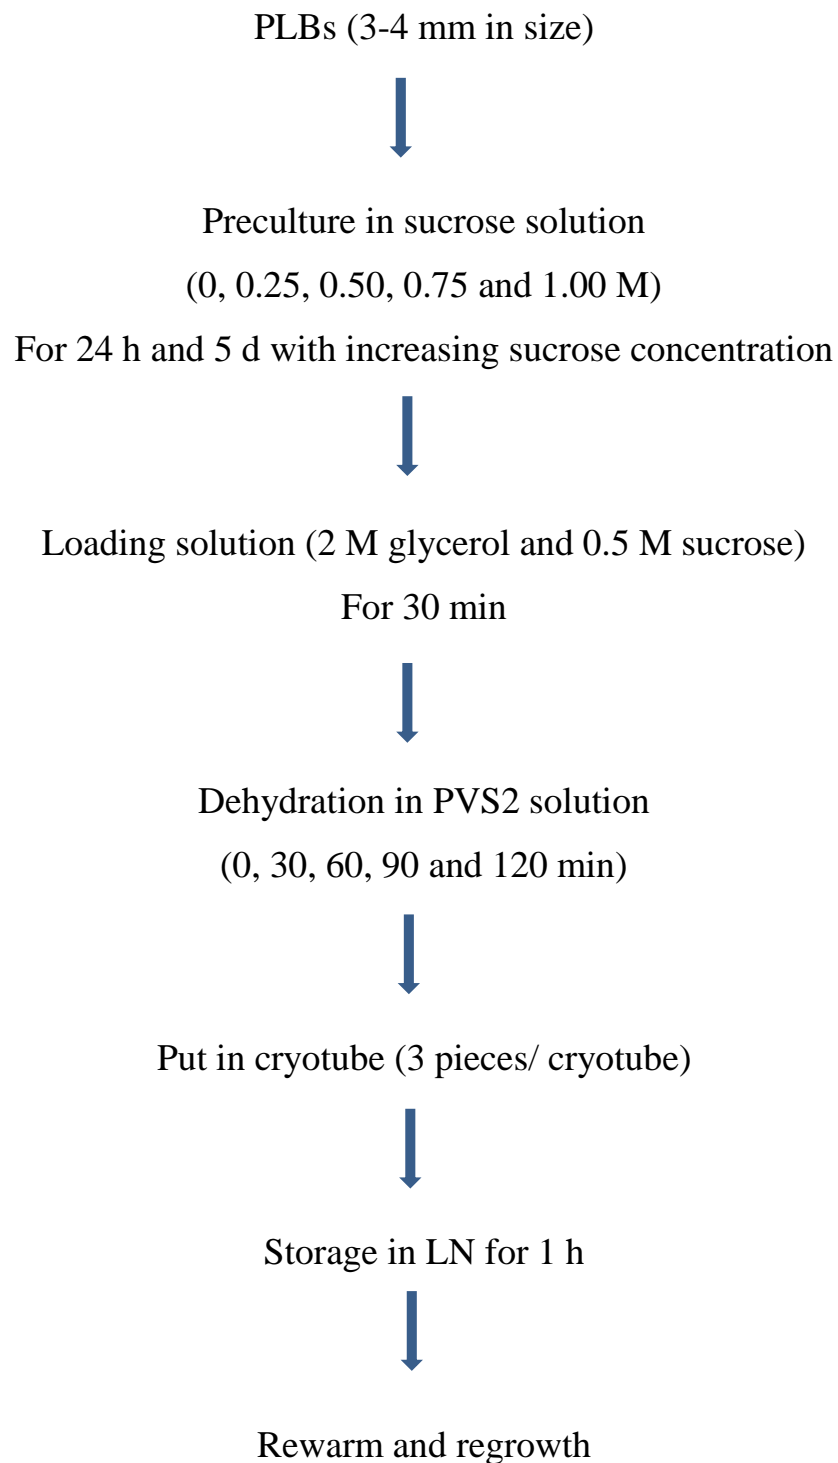 PLBs (3-4 mm in size)
Preculture in sucrose solution
(0, 0.25, 0.50, 0.75 and 1.00 M)
For 24 h and 5 d with increasing sucrose concentration
Loading solution (2 M glycerol and 0.5 M sucrose)
For 30 min
Dehydration in PVS2 solution
(0, 30, 60, 90 and 120 min)
Put in cryotube (3 pieces/ cryotube)
Storage in LN for 1 h
Rewarm and regrowth